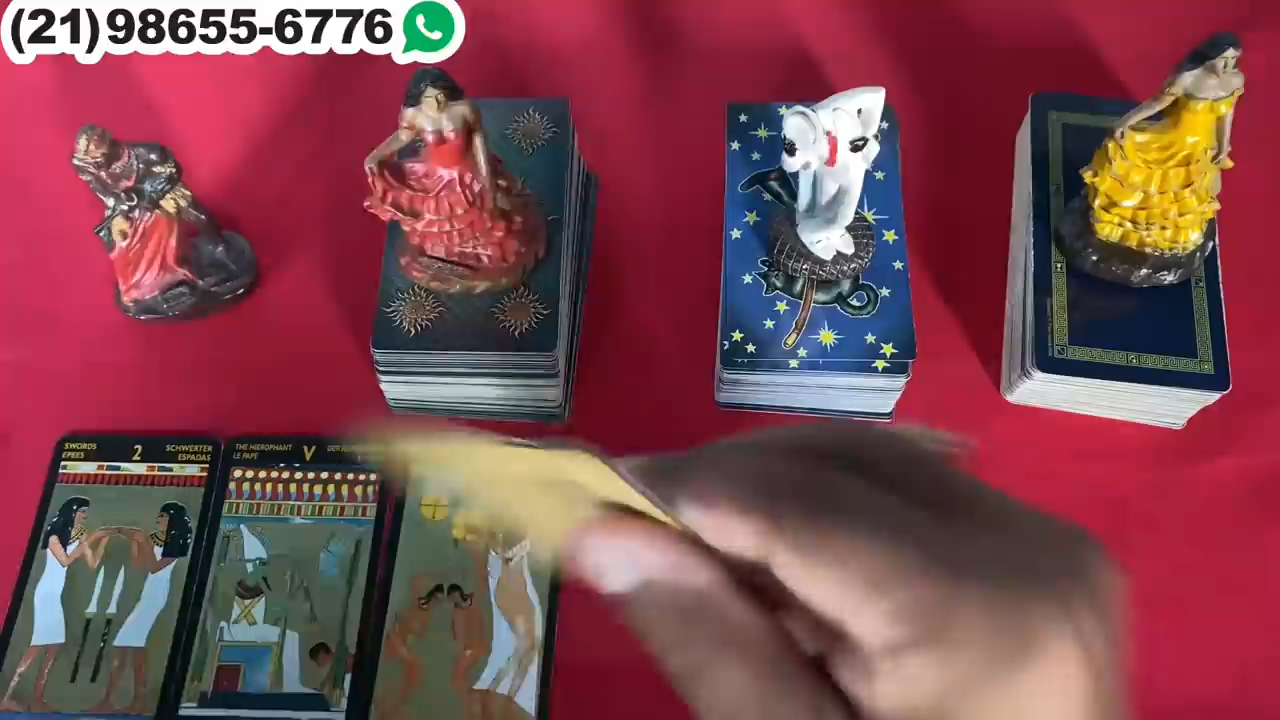 (21)98655-6776
SWORDS
EPEES
2
SCHWERTER
ESPADAS
THE HIEROPHANT
LE PAPE
V